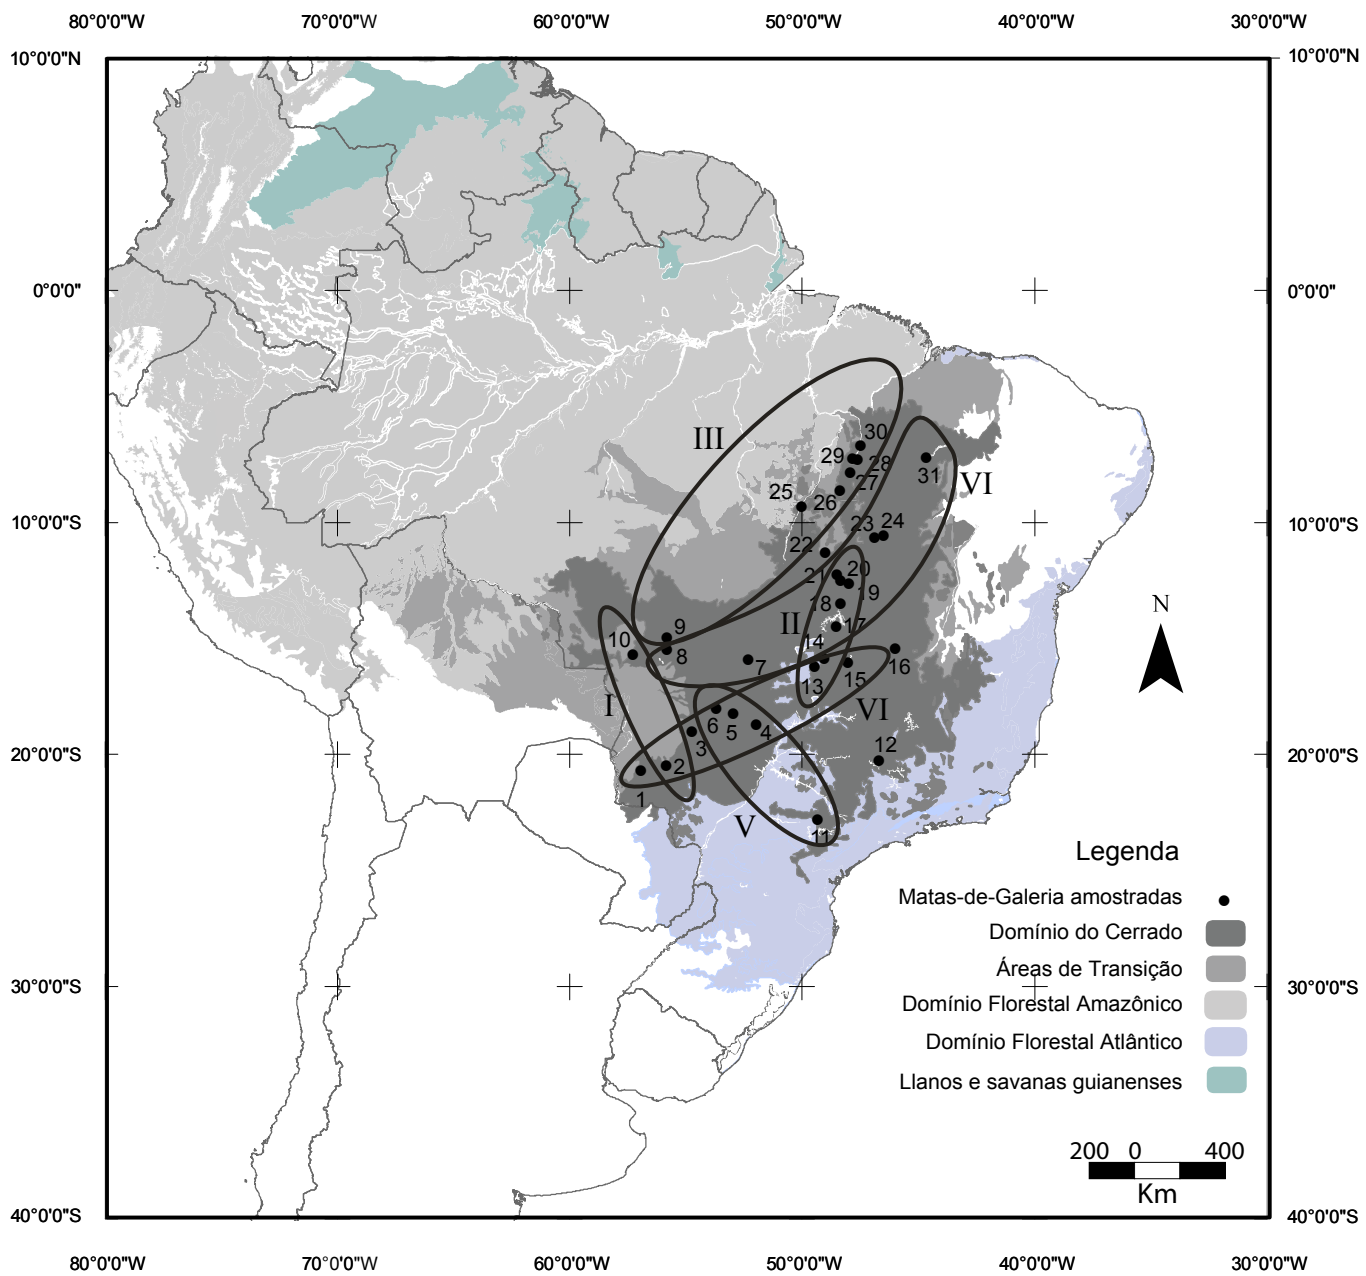 80°0'0"W 70°0'0"W 60°0'0"W 50°0'0"W 40°0'0"W 30°0'0"W
10°0'0"S 10°0'0"N
0°0'0" 0°0'0"
III
30
29
28
27
31
VI
25
26
10°0'0"S 10°0'0"S
23 24
22
21 20
19
18
II
17
14
N
10 9
8
7
13
15
16
I
6
5
4
VI
3
12
20°0'0"S 20°0'0"S
2
1
V
11
Legenda
Matas-de-Galeria amostradas
Domínio do Cerrado
Áreas de Transição
30°0'0"S 30°0'0"S
Domínio Florestal Amazônico
Domínio Florestal Atlântico
Llanos e savanas guianenses
200 0 400
Km
40°0'0"S 40°0'0"S
80°0'0"W 70°0'0"W 60°0'0"W 50°0'0"W 40°0'0"W 30°0'0"W